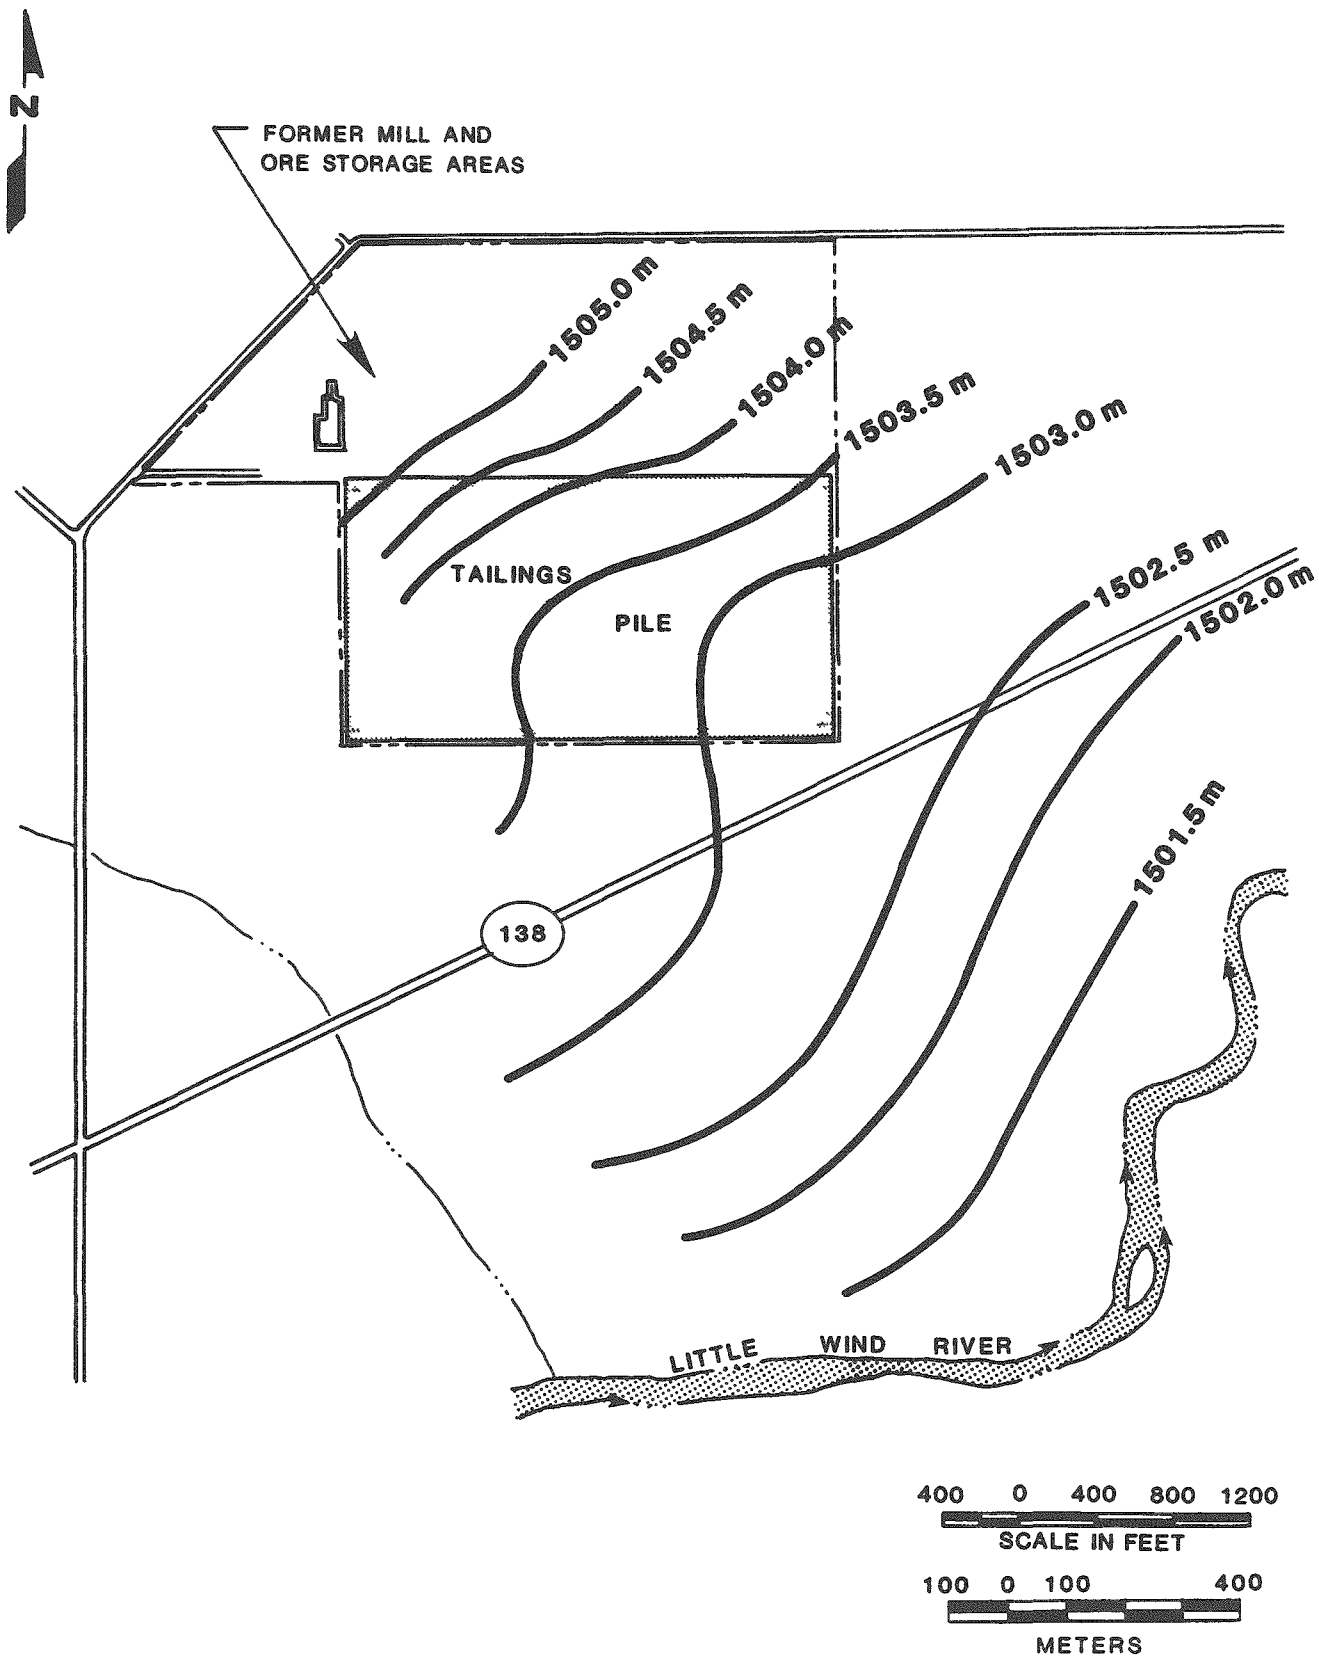 N
FORMER MILL AND
ORE STORAGE AREAS
1505.0 m
1504.5 m
1504.0 m
1503.5 m
1503.0 m
1502.5 m
1502.0 m
1501.5 m
TAILINGS
PILE
138
LITTLE WIND RIVER
400 0 400 800 1200
SCALE IN FEET
100 0 100 400
METERS